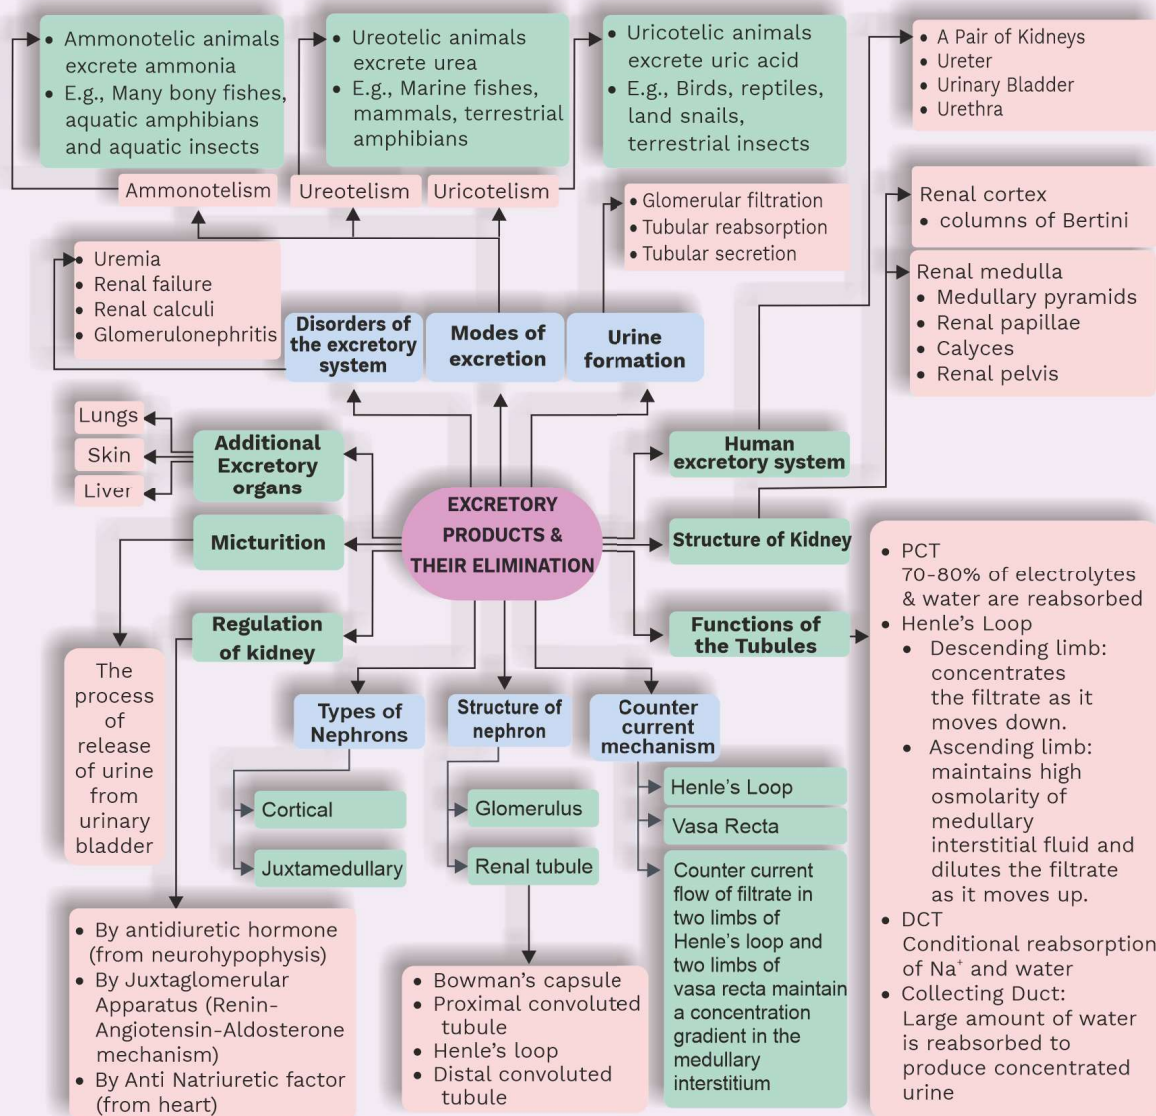 • Ammonotelic animals
excrete ammonia
• E.g., Many bony fishes,
aquatic amphibians
and aquatic insects
• Ureotelic animals
excrete urea
• E.g., Marine fishes,
mammals, terrestrial
amphibians
• Uricotelic animals
excrete uric acid
• E.g., Birds, reptiles,
land snails,
terrestrial insects
• A Pair of Kidneys
• Ureter
• Urinary Bladder
• Urethra
Ammonotelism
Ureotelism
Uricotelism
• Glomerular filtration
• Tubular reabsorption
• Tubular secretion
Renal cortex
• columns of Bertini
• Uremia
• Renal failure
• Renal calculi
• Glomerulonephritis
Renal medulla
• Medullary pyramids
• Renal papillae
• Calyces
• Renal pelvis
Disorders of
the excretory
system
Modes of
excretion
Urine
formation
Lungs
Skin
Liver
Additional
Excretory
organs
Human
excretory system
EXCRETORY
PRODUCTS &
THEIR ELIMINATION
Micturition
Structure of Kidney
Regulation
of kidney
Functions of
the Tubules
• PCT
70-80% of electrolytes
& water are reabsorbed
• Henle's Loop
• Descending limb:
concentrates
the filtrate as it
moves down.
• Ascending limb:
maintains high
osmolarity of
medullary
interstitial fluid and
dilutes the filtrate
as it moves up.
• DCT
Conditional reabsorption
of Na⁺ and water
• Collecting Duct:
Large amount of water
is reabsorbed to
produce concentrated
urine
The
process
of
release
of urine
from
urinary
bladder
Types of
Nephrons
Structure of
nephron
Counter
current
mechanism
Cortical
Juxtamedullary
Glomerulus
Renal tubule
Henle's Loop
Vasa Recta
Counter current
flow of filtrate in
two limbs of
Henle's loop and
two limbs of
vasa recta maintain
a concentration
gradient in the
medullary
interstitium
• By antidiuretic hormone
(from neurohypophysis)
• By Juxtaglomerular
Apparatus (Renin-
Angiotensin-Aldosterone
mechanism)
• By Anti Natriuretic factor
(from heart)
• Bowman's capsule
• Proximal convoluted
tubule
• Henle's loop
• Distal convoluted
tubule